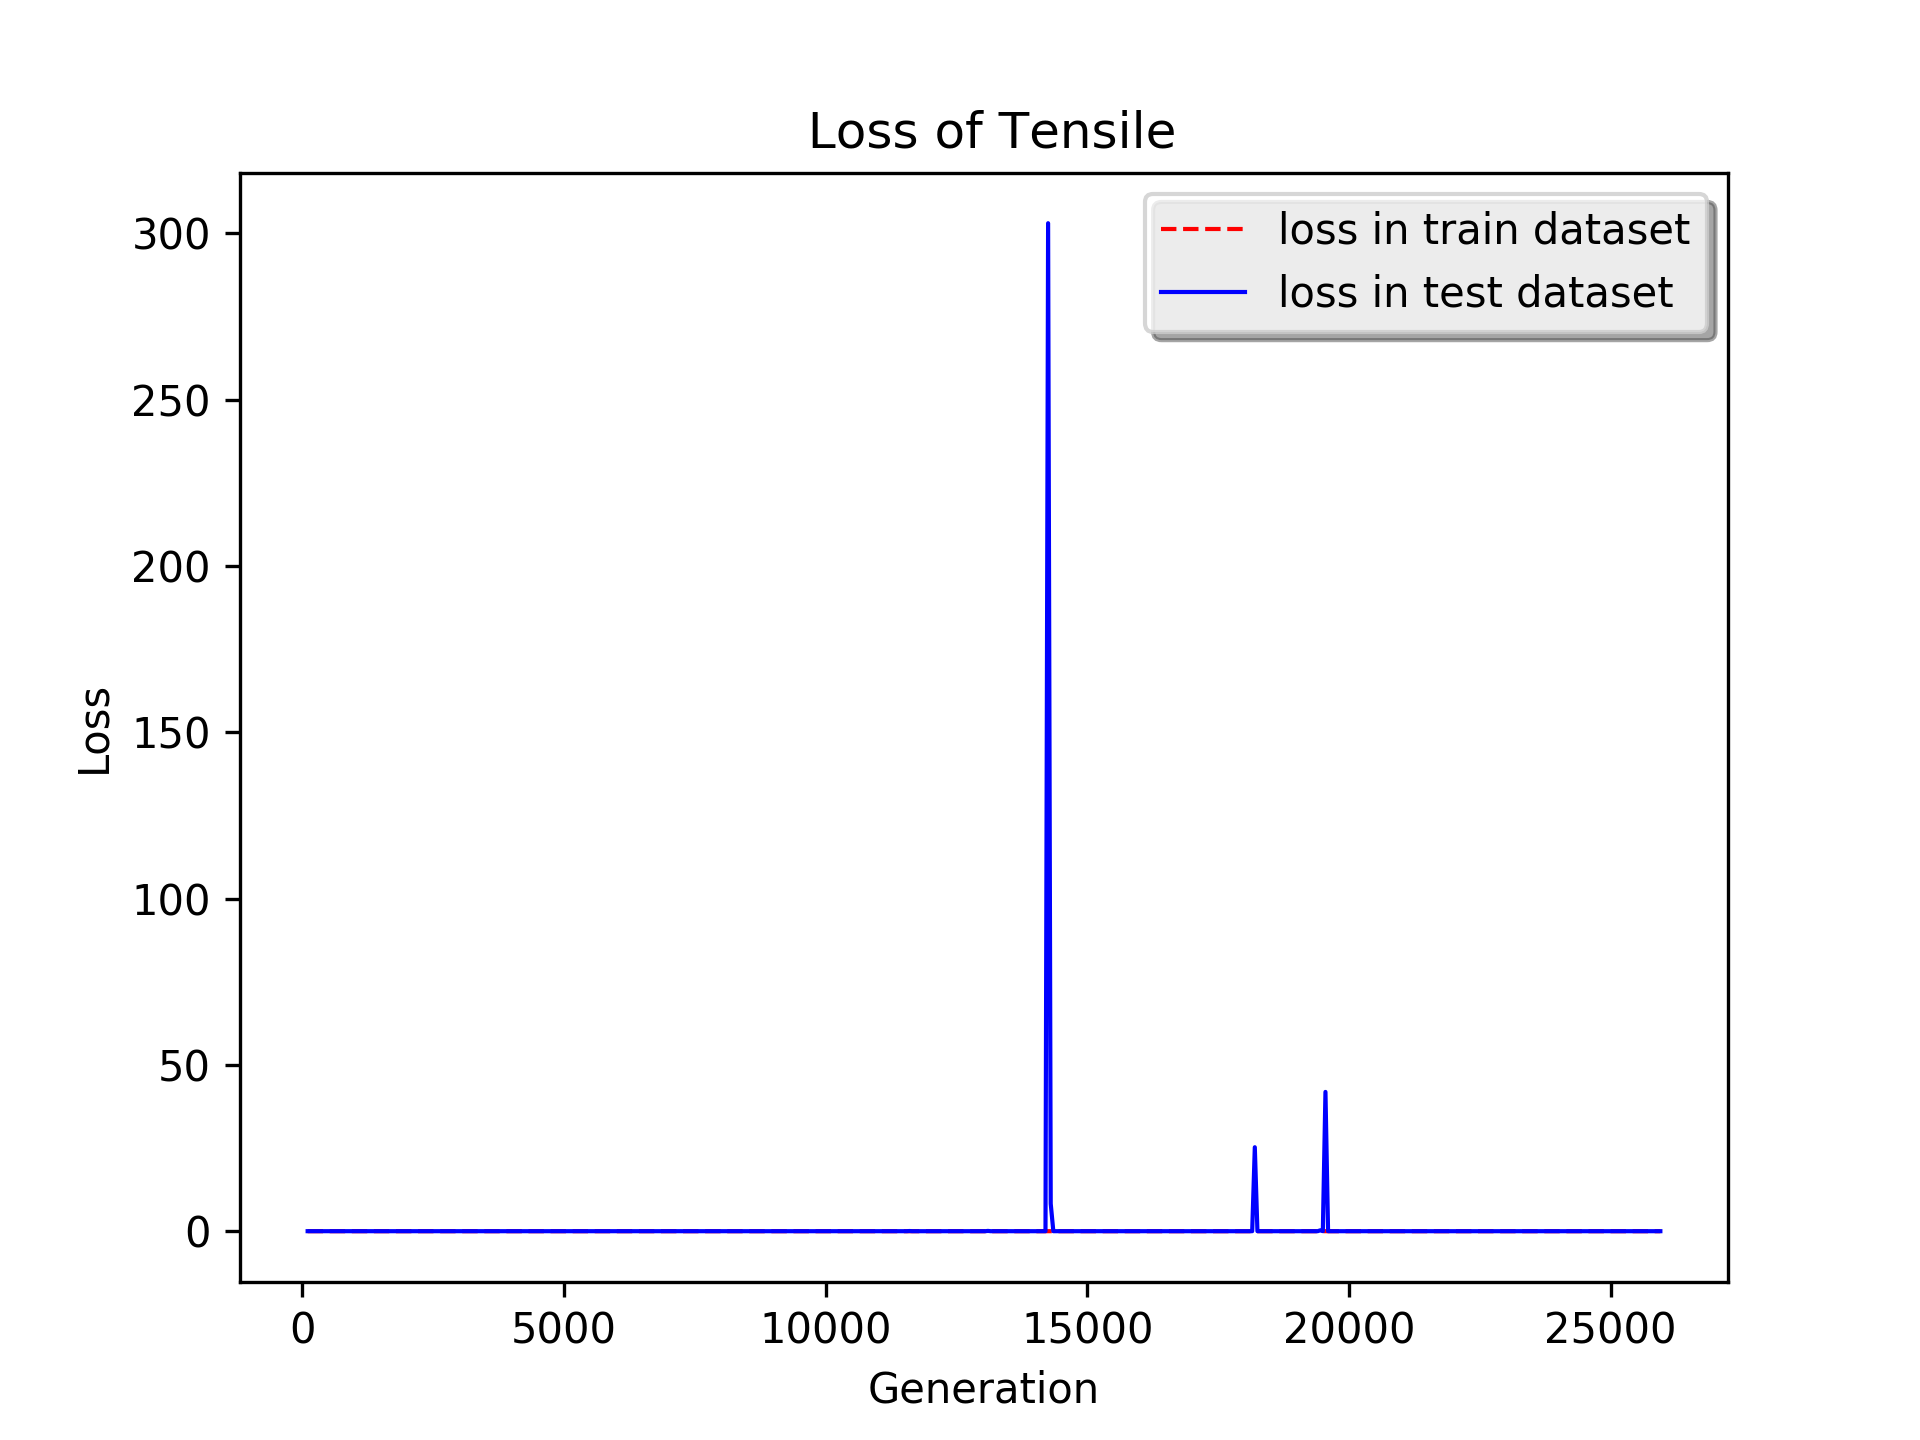 Loss of Tensile
loss in train dataset
loss in test dataset
300
250
200
150
100
50
0
Loss
0 5000 10000 15000 20000 25000
Generation